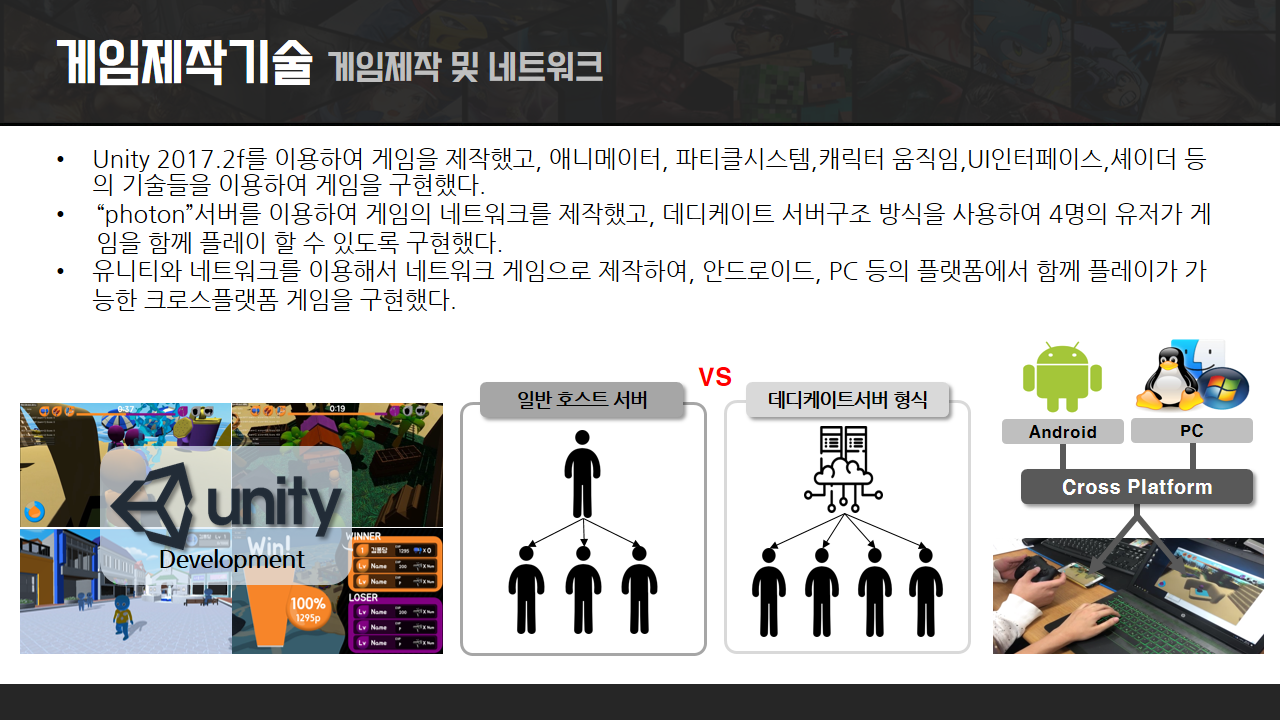 게임제작기술 게임제작 및 네트워크
• Unity 2017.2f를 이용하여 게임을 제작했고, 애니메이터, 파티클시스템,캐릭터 움직임,UI인터페이스,셰이더 등
의 기술들을 이용하여 게임을 구현했다.
• “photon”서버를 이용하여 게임의 네트워크를 제작했고, 데디케이트 서버구조 방식을 사용하여 4명의 유저가 게
임을 함께 플레이 할 수 있도록 구현했다.
• 유니티와 네트워크를 이용해서 네트워크 게임으로 제작하여, 안드로이드, PC 등의 플랫폼에서 함께 플레이가 가
능한 크로스플랫폼 게임을 구현했다.
0:37
0:19
unity
Development
Win!
100%
1295p
WINNER
1 김용담 1295 X 0
Lv Name 200 X Num
Lv Name X Num
LOSER
Lv Name 200 X Num
Lv Name X Num
Lv Name X Num
일반 호스트 서버
VS
데디케이트서버 형식
Android
PC
Cross Platform